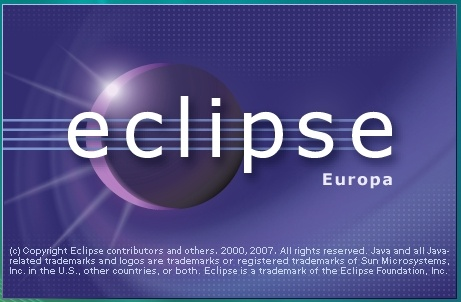 eclipse
Europa
(c) Copyright Eclipse contributors and others. 2000, 2007. All rights reserved. Java and all Java-
related trademarks and logos are trademarks or registered trademarks of Sun Microsystems,
Inc. in the U.S., other countries, or both. Eclipse is a trademark of the Eclipse Foundation, Inc.